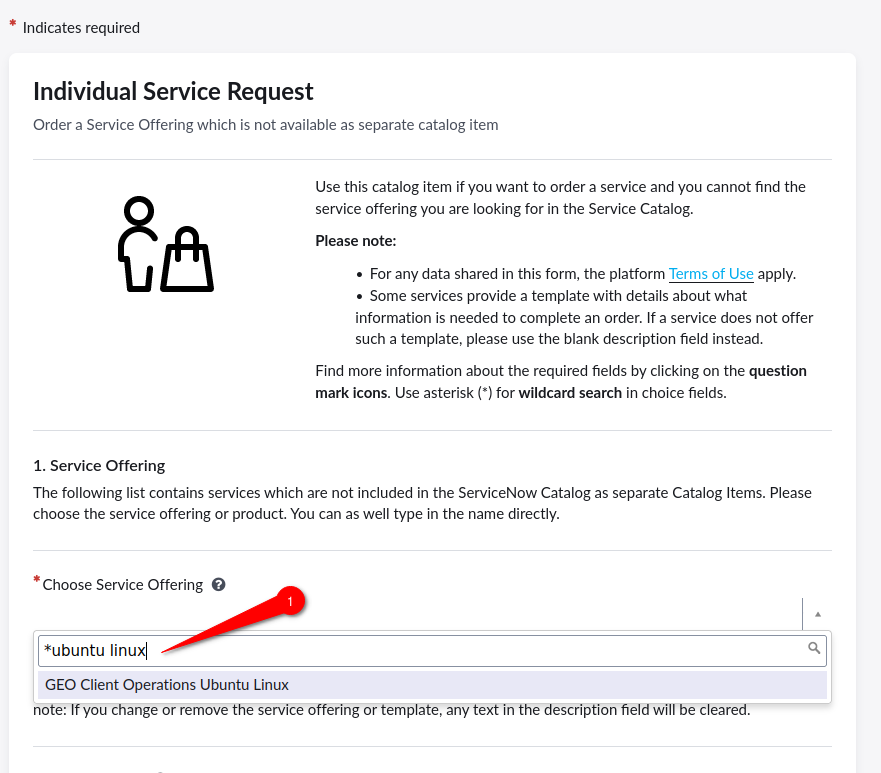 * Indicates required
Individual Service Request
Order a Service Offering which is not available as separate catalog item
Use this catalog item if you want to order a service and you cannot find the
service offering you are looking for in the Service Catalog.
Please note:
• For any data shared in this form, the platform Terms of Use apply.
• Some services provide a template with details about what
information is needed to complete an order. If a service does not offer
such a template, please use the blank description field instead.
Find more information about the required fields by clicking on the question
mark icons. Use asterisk (*) for wildcard search in choice fields.
1. Service Offering
The following list contains services which are not included in the ServiceNow Catalog as separate Catalog Items. Please
choose the service offering or product. You can as well type in the name directly.
* Choose Service Offering ?
1
*ubuntu linux
GEO Client Operations Ubuntu Linux
note: If you change or remove the service offering or template, any text in the description field will be cleared.